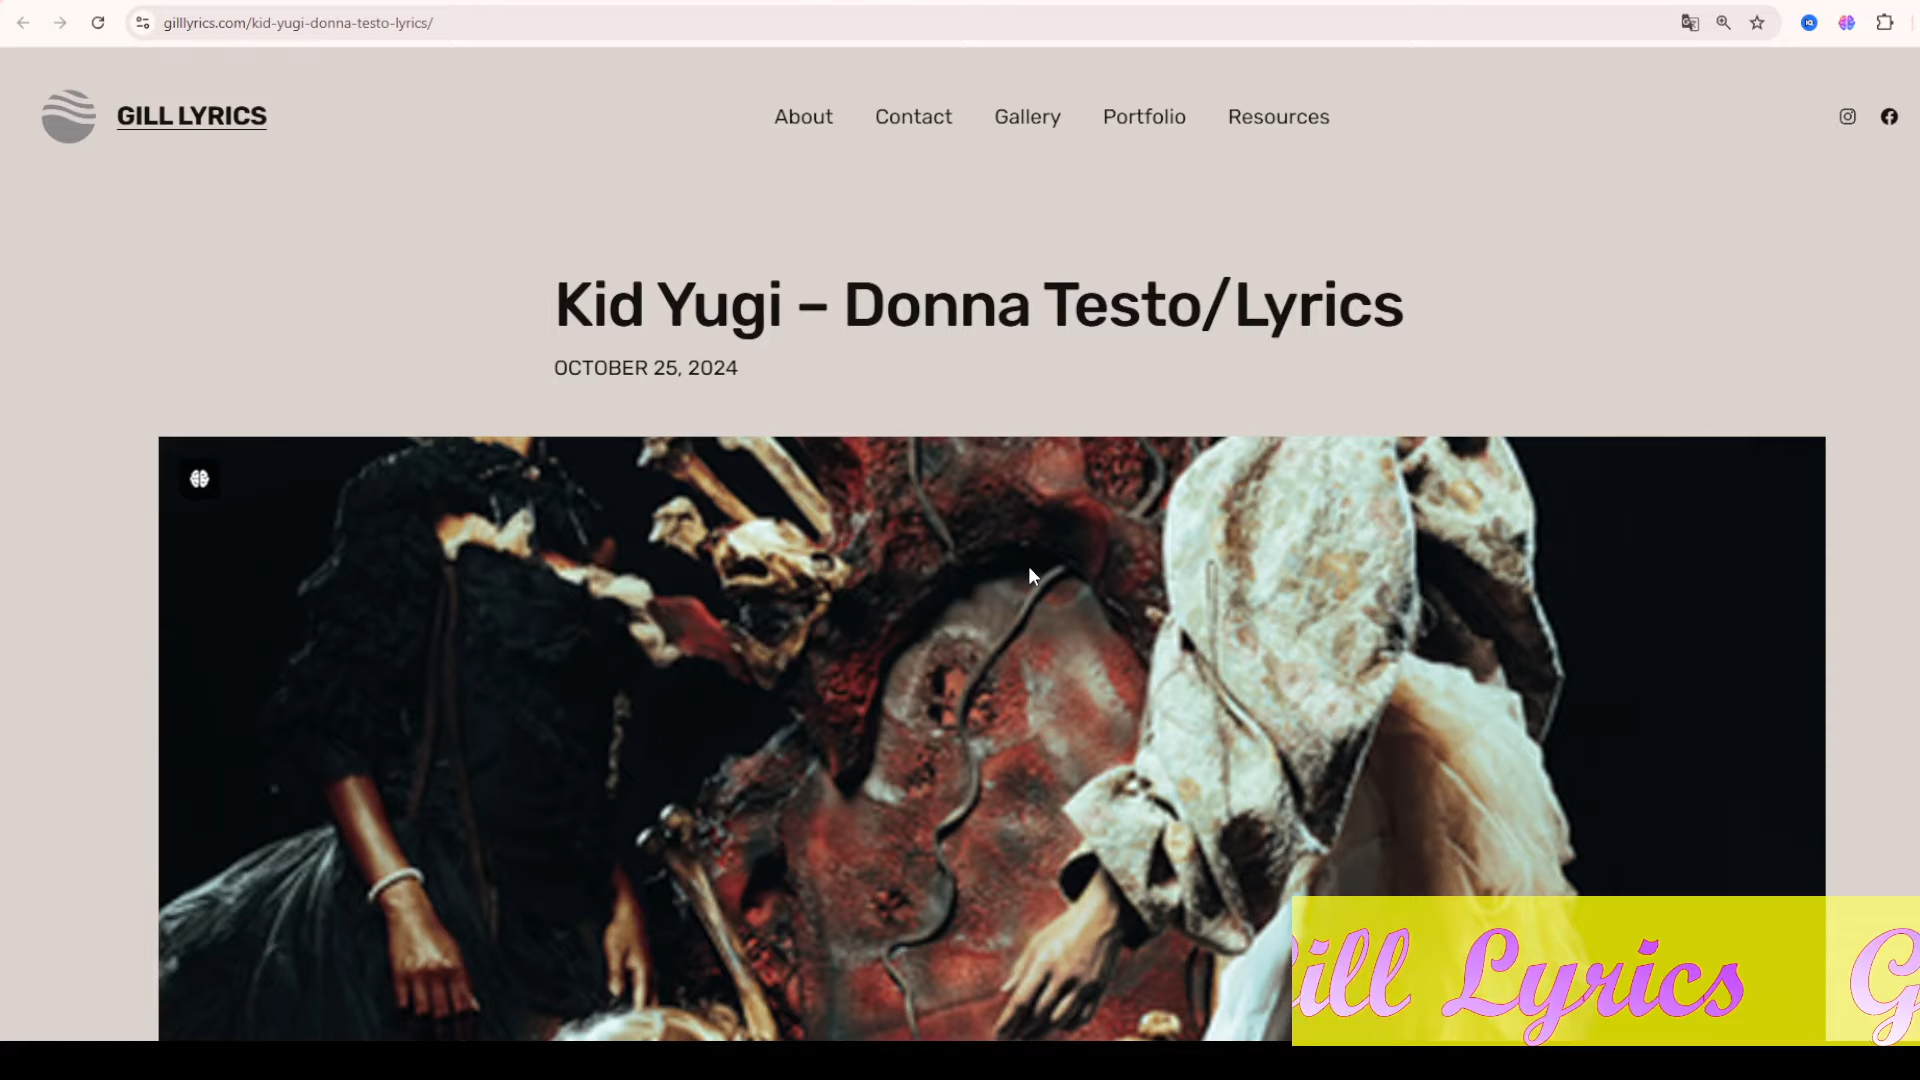 gilllyrics.com/kid-yugi-donna-testo-lyrics/
GILL LYRICS
About Contact Gallery Portfolio Resources
Kid Yugi – Donna Testo/Lyrics
OCTOBER 25, 2024
ill Lyrics G